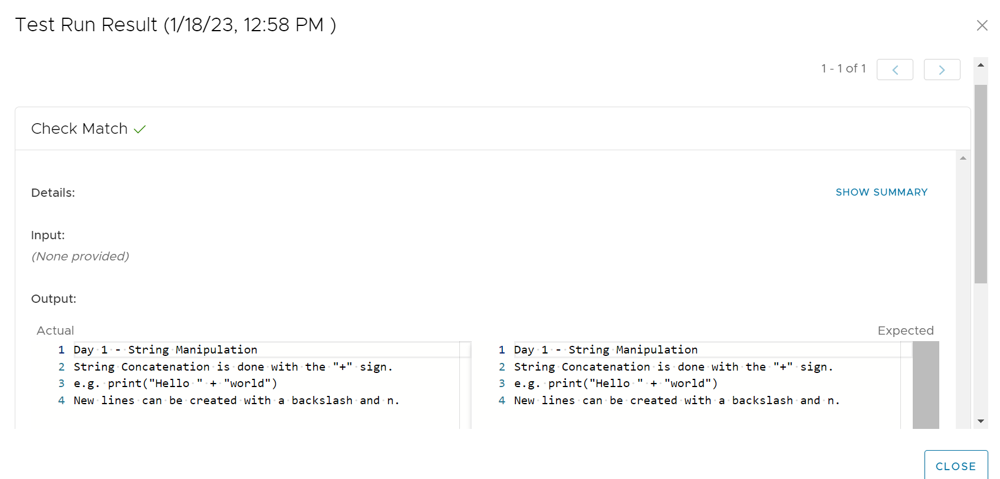 Test Run Result (1/18/23, 12:58 PM )
1 - 1 of 1
Check Match
Details:
SHOW SUMMARY
Input:
(None provided)
Output:
Actual
Expected
1 Day 1 - String Manipulation
2 String Concatenation is done with the "+" sign.
3 e.g. print("Hello " + "world")
4 New lines can be created with a backslash and n.
1 Day 1 - String Manipulation
2 String Concatenation is done with the "+" sign.
3 e.g. print("Hello " + "world")
4 New lines can be created with a backslash and n.
CLOSE